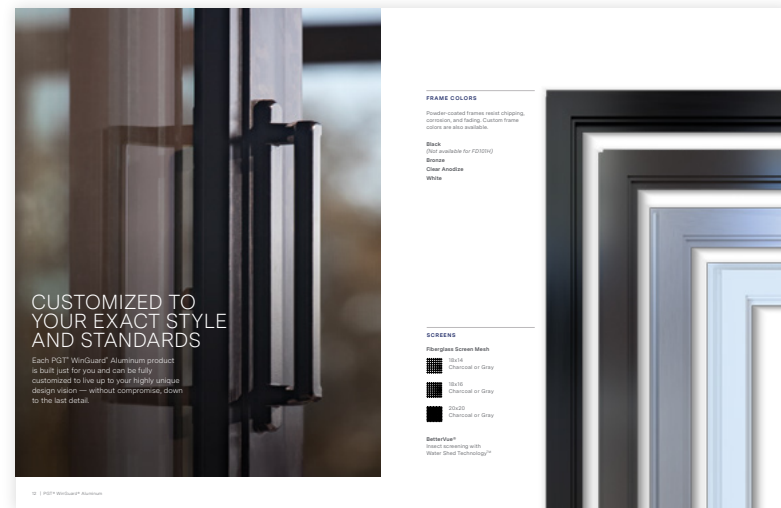 CUSTOMIZED TO
YOUR EXACT STYLE
AND STANDARDS
Each PGT® WinGuard® Aluminum product
is built just for you and can be fully
customized to live up to your highly unique
design vision — without compromise, down
to the last detail.
| PGT® WinGuard® Aluminum
FRAME COLORS
Powder-coated frames resist chipping,
corrosion, and fading. Custom frame
colors are also available.
Black
(Not available for FD101H)
Bronze
Clear Anodize
White
SCREENS
Fiberglass Screen Mesh
18x14
Charcoal or Gray
18x16
Charcoal or Gray
20x20
Charcoal or Gray
BetterVue®
Insect screening with
Water Shed Technology™